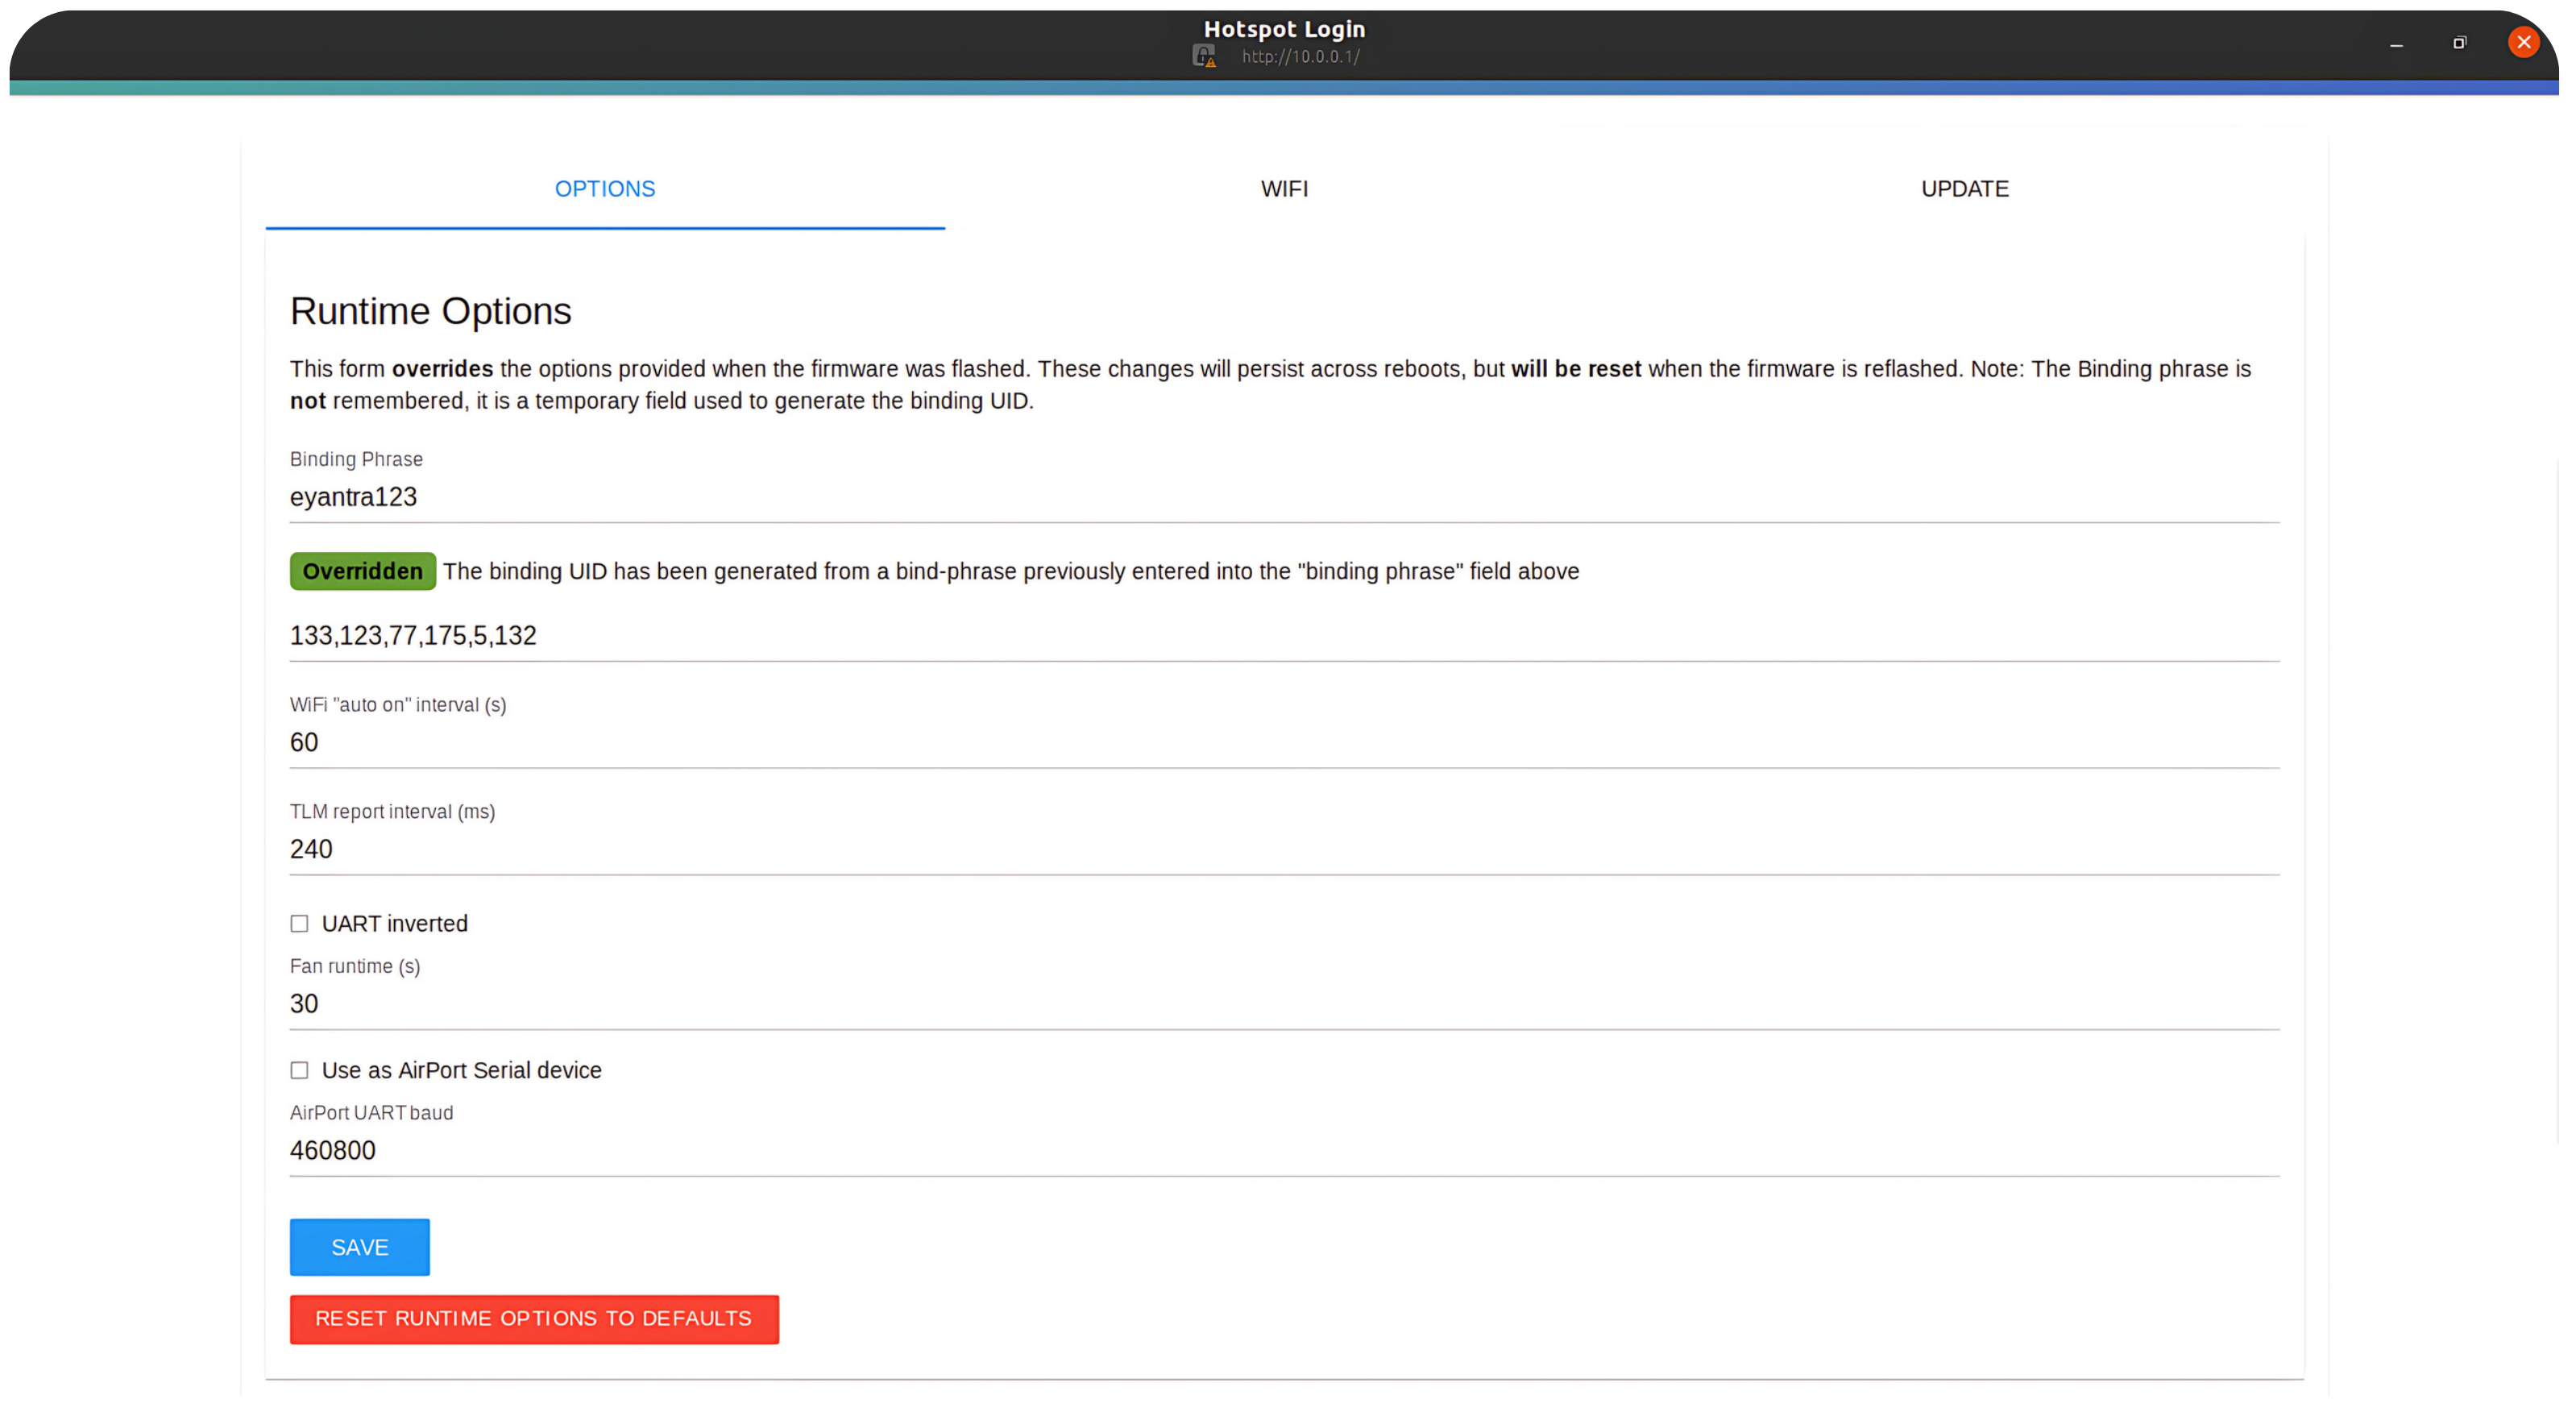 Hotspot Login
http://10.0.0.1/
OPTIONS
WIFI
UPDATE
Runtime Options
This form overrides the options provided when the firmware was flashed. These changes will persist across reboots, but will be reset when the firmware is reflashed. Note: The Binding phrase is
not remembered, it is a temporary field used to generate the binding UID.
Binding Phrase
eyantra123
Overridden The binding UID has been generated from a bind-phrase previously entered into the "binding phrase" field above
133,123,77,175,5,132
WiFi "auto on" interval (s)
60
TLM report interval (ms)
240
UART inverted
Fan runtime (s)
30
Use as AirPort Serial device
AirPort UART baud
460800
SAVE
RESET RUNTIME OPTIONS TO DEFAULTS